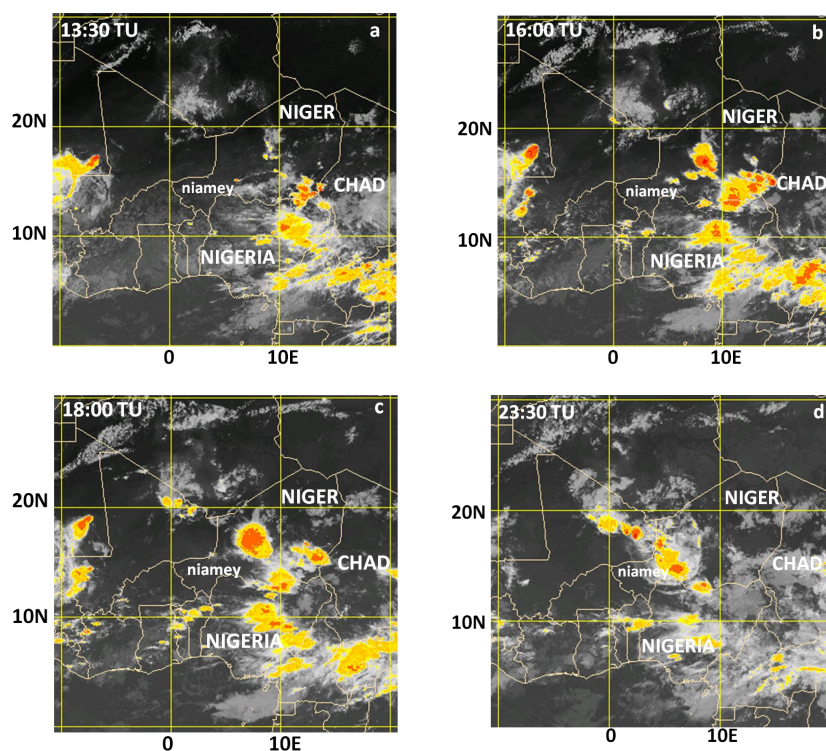 13:30 TU a
NIGER
20N
niamey CHAD
10N
NIGERIA
0 10E
16:00 TU b
NIGER
20N
niamey CHAD
10N
NIGERIA
0 10E
18:00 TU c
NIGER
20N
niamey CHAD
10N
NIGERIA
0 10E
23:30 TU d
NIGER
20N
niamey CHAD
10N
NIGERIA
0 10E